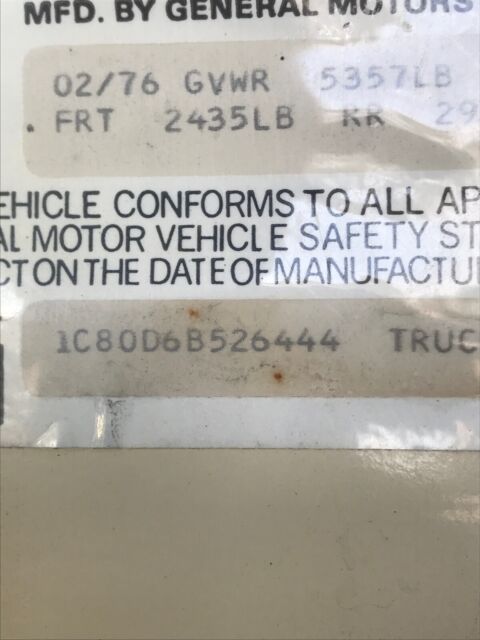 MFD. BY GENERAL MOTORS
02/76 GVWR 5357LB
. FRT 2435LB RR 29
EHICLE CONFORMS TO ALL AP
AL MOTOR VEHICLE SAFETY ST
CT ON THE DATE OF MANUFACTU
1C80D6B526444 TRUC